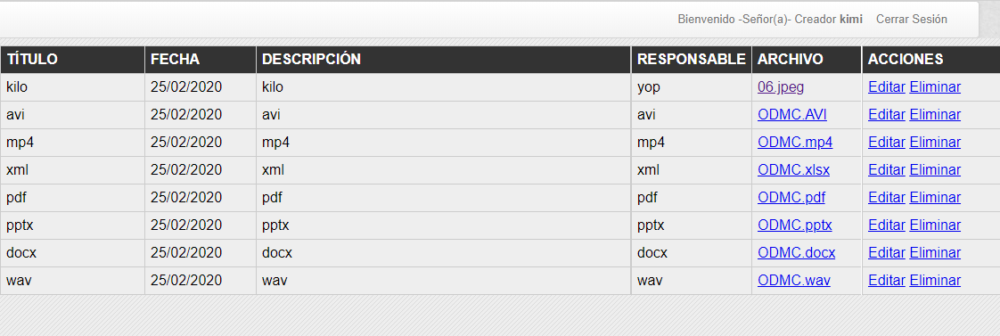 Bienvenido -Señor(a)- Creador kimi Cerrar Sesión
TÍTULO FECHA DESCRIPCIÓN RESPONSABLE ARCHIVO ACCIONES
kilo 25/02/2020 kilo yop 06.jpeg Editar Eliminar
avi 25/02/2020 avi avi ODMC.AVI Editar Eliminar
mp4 25/02/2020 mp4 mp4 ODMC.mp4 Editar Eliminar
xml 25/02/2020 xml xml ODMC.xlsx Editar Eliminar
pdf 25/02/2020 pdf pdf ODMC.pdf Editar Eliminar
pptx 25/02/2020 pptx pptx ODMC.pptx Editar Eliminar
docx 25/02/2020 docx docx ODMC.docx Editar Eliminar
wav 25/02/2020 wav wav ODMC.wav Editar Eliminar